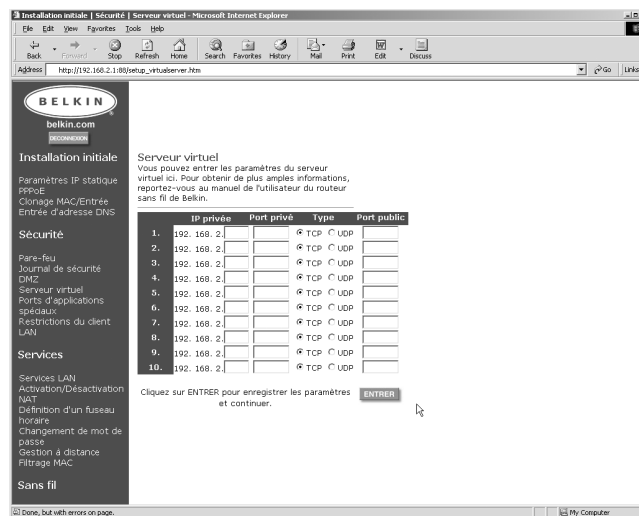 Installation initiale | Sécurité | Serveur virtuel - Microsoft Internet Explorer
File Edit View Favorites Tools Help
Back Forward Stop Refresh Home Search Favorites History Mail Print Edit Discuss
Address http://192.168.2.1:88/setup_virtualserver.htm Go Links
BELKIN
belkin.com
DECONNEXION
Installation initiale
Paramètres IP statique
PPPoE
Clonage MAC/Entrée
Entrée d'adresse DNS
Sécurité
Pare-feu
Journal de sécurité
DMZ
Serveur virtuel
Ports d'applications
spéciaux
Restrictions du client
LAN
Services
Services LAN
Activation/Désactivation
NAT
Définition d'un fuseau
horaire
Changement de mot de
passe
Gestion à distance
Filtrage MAC
Sans fil
Serveur virtuel
Vous pouvez entrer les paramètres du serveur
virtuel ici. Pour obtenir de plus amples informations,
reportez-vous au manuel de l'utilisateur du routeur
sans fil de Belkin.
IP privée Port privé Type Port public
1. 192. 168. 2. TCP UDP
2. 192. 168. 2. TCP UDP
3. 192. 168. 2. TCP UDP
4. 192. 168. 2. TCP UDP
5. 192. 168. 2. TCP UDP
6. 192. 168. 2. TCP UDP
7. 192. 168. 2. TCP UDP
8. 192. 168. 2. TCP UDP
9. 192. 168. 2. TCP UDP
10. 192. 168. 2. TCP UDP
Cliquez sur ENTRER pour enregistrer les paramètres
et continuer.
ENTRER
Done, but with errors on page. My Computer